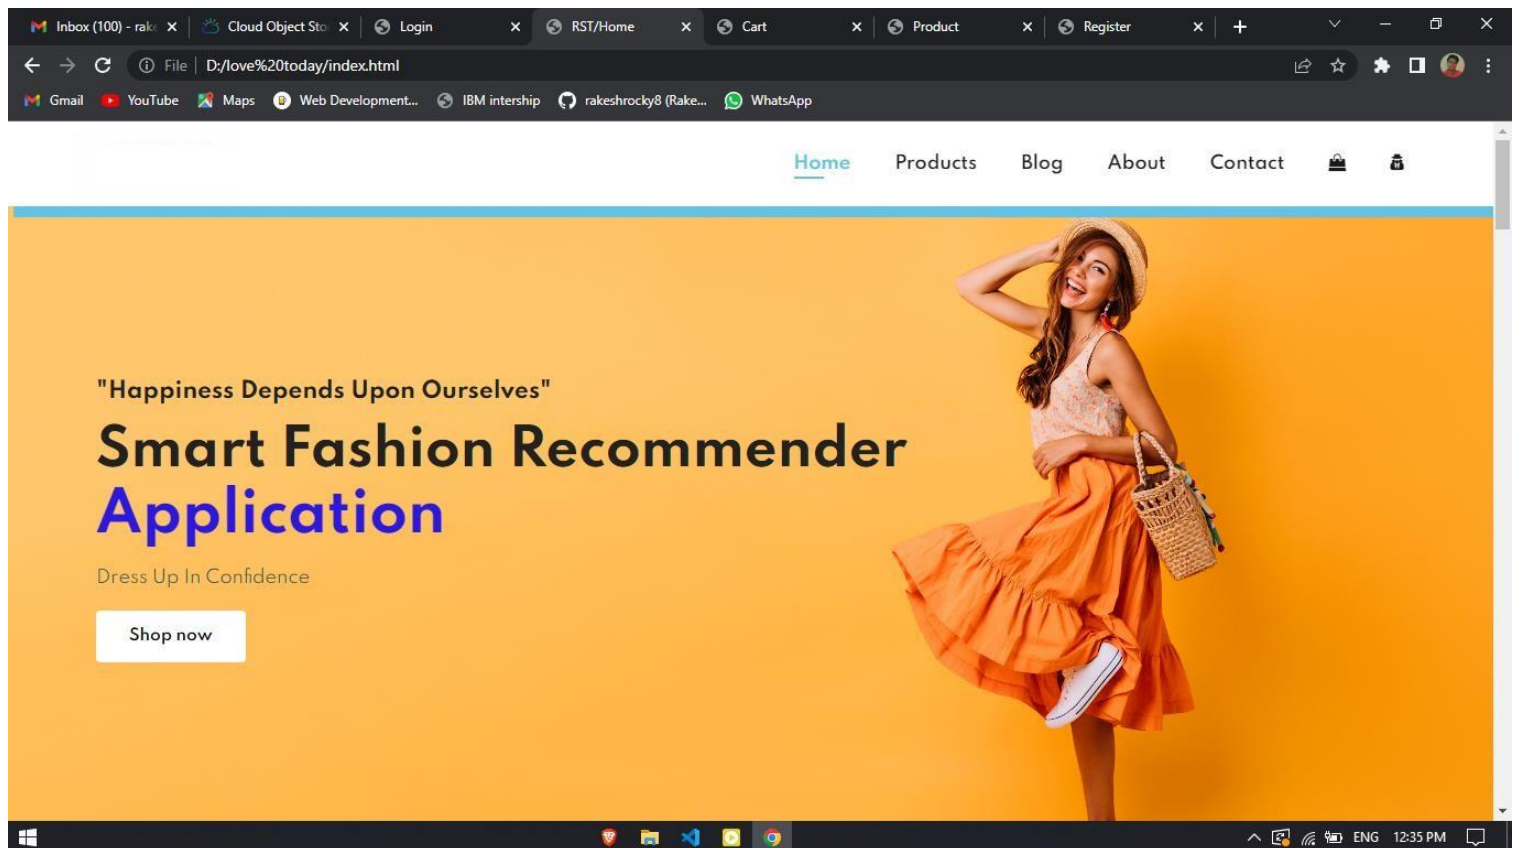 Inbox (100) - rak
Cloud Object Sto
Login
RST/Home
Cart
Product
Register
File
D:/love%20today/index.html
Gmail
YouTube
Maps
Web Development...
IBM intership
rakeshrocky8 (Rake...
WhatsApp
Home
Products
Blog
About
Contact
"Happiness Depends Upon Ourselves"
Smart Fashion Recommender
Application
Dress Up In Confidence
Shop now
ENG
12:35 PM